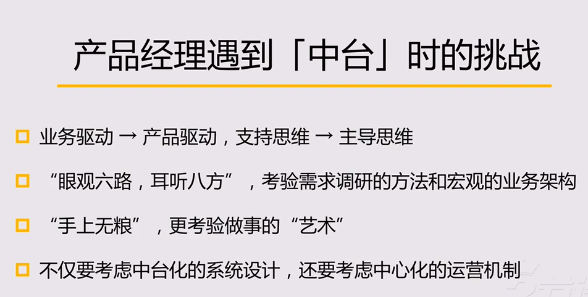 产品经理遇到「中台」时的挑战
业务驱动 → 产品驱动，支持思维 → 主导思维
“眼观六路，耳听八方”，考验需求调研的方法和宏观的业务架构
“手上无粮”，更考验做事的“艺术”
不仅要考虑中台化的系统设计，还要考虑中心化的运营机制